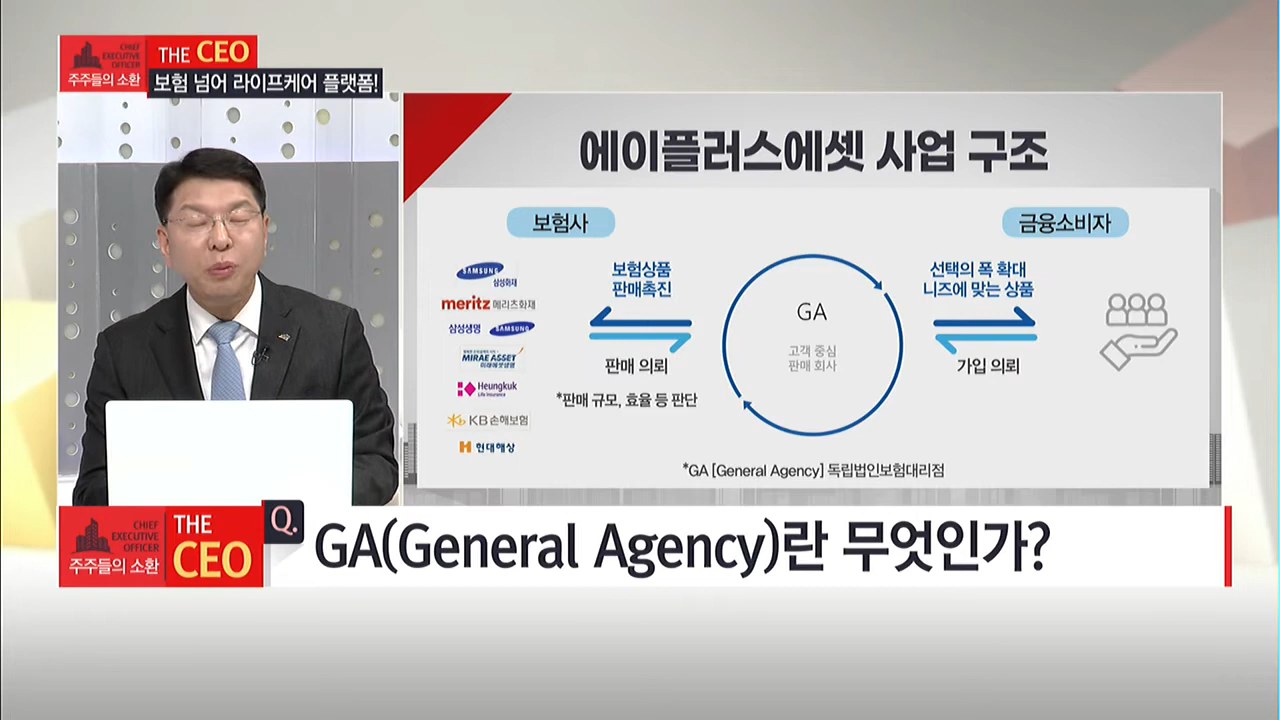 CHIEF
EXECUTIVE
OFFICER
주주들의 소환
THE CEO
보험 넘어 라이프케어 플랫폼!
에이플러스에셋 사업 구조
보험사
금융소비자
SAMSUNG
삼성화재
meritz 메리츠화재
삼성생명 SAMSUNG
MIRAE ASSET
미래에셋생명
Heungkuk
Life Insurance
KB손해보험
현대해상
보험상품
판매촉진
판매 의뢰
*판매 규모, 효율 등 판단
GA
고객 중심
판매 회사
선택의 폭 확대
니즈에 맞는 상품
가입 의뢰
*GA [General Agency] 독립법인보험대리점
CHIEF
EXECUTIVE
OFFICER
주주들의 소환
THE
CEO
Q.
GA(General Agency)란 무엇인가?